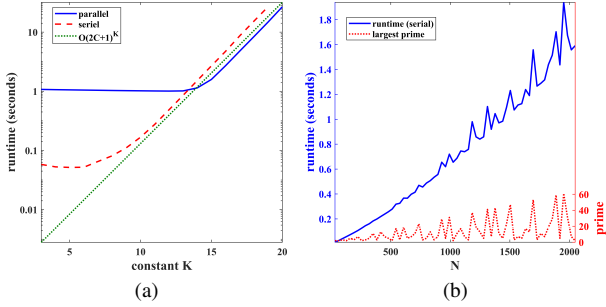 parallel
seriel
O(2C+1)^K
10
1
0.1
0.01
runtime (seconds)
5 10 15 20
constant K
(a)
runtime (serial)
largest prime
1.8
1.6
1.4
1.2
1
0.8
0.6
0.4
0.2
runtime (seconds)
60
40
20
0
prime
500 1000 1500 2000
N
(b)